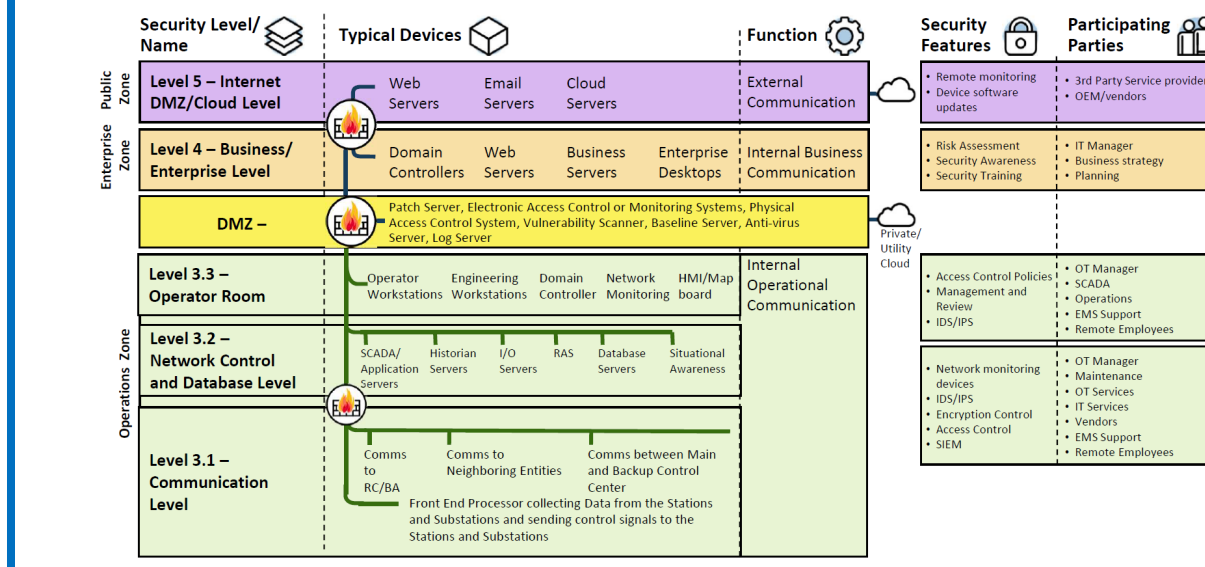 Security Level/
Name
Typical Devices
Function
Security
Features
Participating
Parties
Public
Zone
Level 5 – Internet
DMZ/Cloud Level
Web
Servers
Email
Servers
Cloud
Servers
External
Communication
• Remote monitoring
• Device software
updates
• 3rd Party Service provider
• OEM/vendors
Enterprise
Zone
Level 4 – Business/
Enterprise Level
Domain
Controllers
Web
Servers
Business
Servers
Enterprise
Desktops
Internal Business
Communication
• Risk Assessment
• Security Awareness
• Security Training
• IT Manager
• Business strategy
• Planning
DMZ –
Patch Server, Electronic Access Control or Monitoring Systems, Physical
Access Control System, Vulnerability Scanner, Baseline Server, Anti-virus
Server, Log Server
Private/
Utility
Cloud
Operations Zone
Level 3.3 –
Operator Room
Operator
Workstations
Engineering
Workstations
Domain
Controller
Network
Monitoring
HMI/Map
board
Internal
Operational
Communication
• Access Control Policies
• Management and
Review
• IDS/IPS
• OT Manager
• SCADA
• Operations
• EMS Support
• Remote Employees
Level 3.2 –
Network Control
and Database Level
SCADA/
Application
Servers
Historian
Servers
I/O
Servers
RAS
Database
Servers
Situational
Awareness
• Network monitoring
devices
• IDS/IPS
• Encryption Control
• Access Control
• SIEM
• OT Manager
• Maintenance
• OT Services
• IT Services
• Vendors
• EMS Support
• Remote Employees
Level 3.1 –
Communication
Level
Comms
to
RC/BA
Comms to
Neighboring Entities
Comms between Main
and Backup Control
Center
Front End Processor collecting Data from the Stations
and Substations and sending control signals to the
Stations and Substations